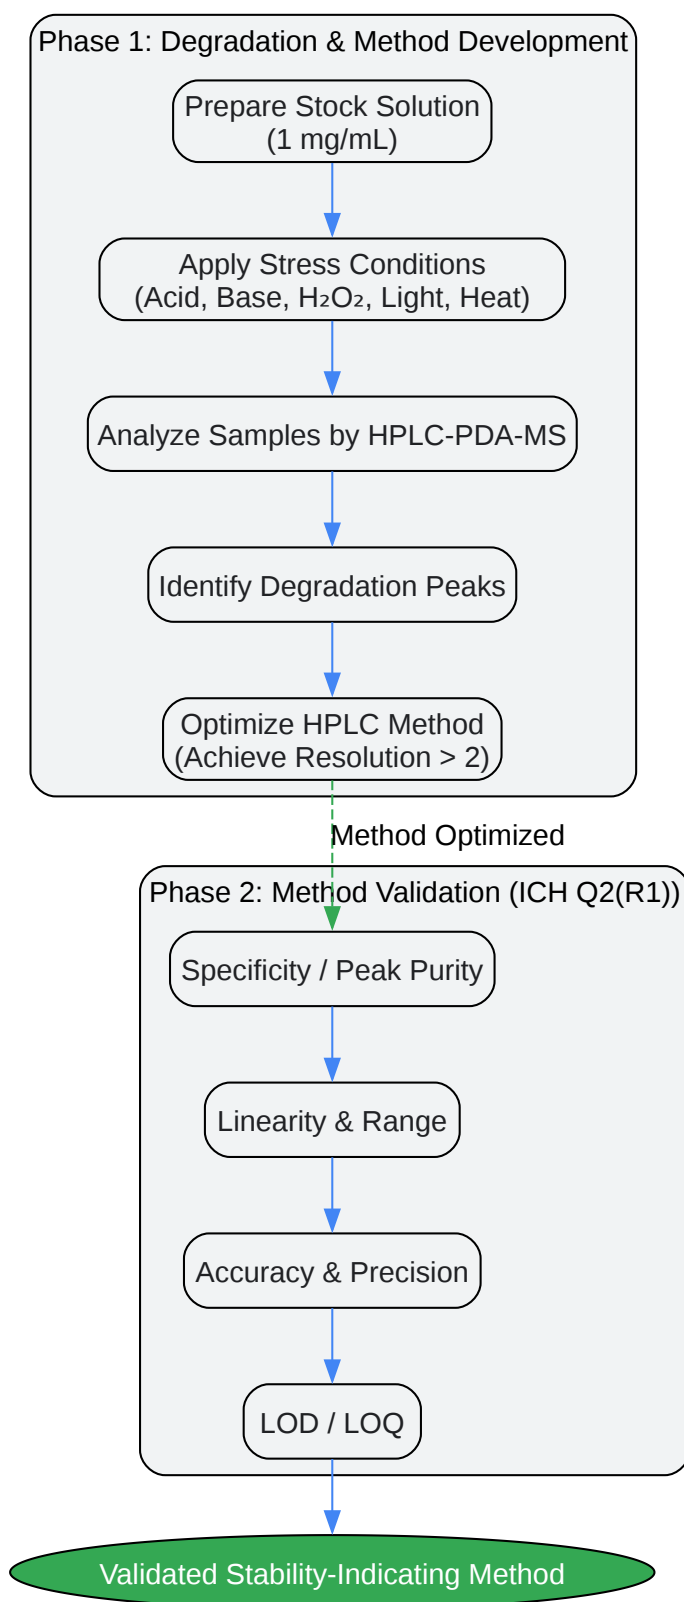 Phase 1: Degradation & Method Development
Prepare Stock Solution
(1 mg/mL)
Apply Stress Conditions
(Acid, Base, H₂O₂, Light, Heat)
Analyze Samples by HPLC-PDA-MS
Identify Degradation Peaks
Optimize HPLC Method
(Achieve Resolution > 2)
Method Optimized
Phase 2: Method Validation (ICH Q2(R1))
Specificity / Peak Purity
Linearity & Range
Accuracy & Precision
LOD / LOQ
Validated Stability-Indicating Method